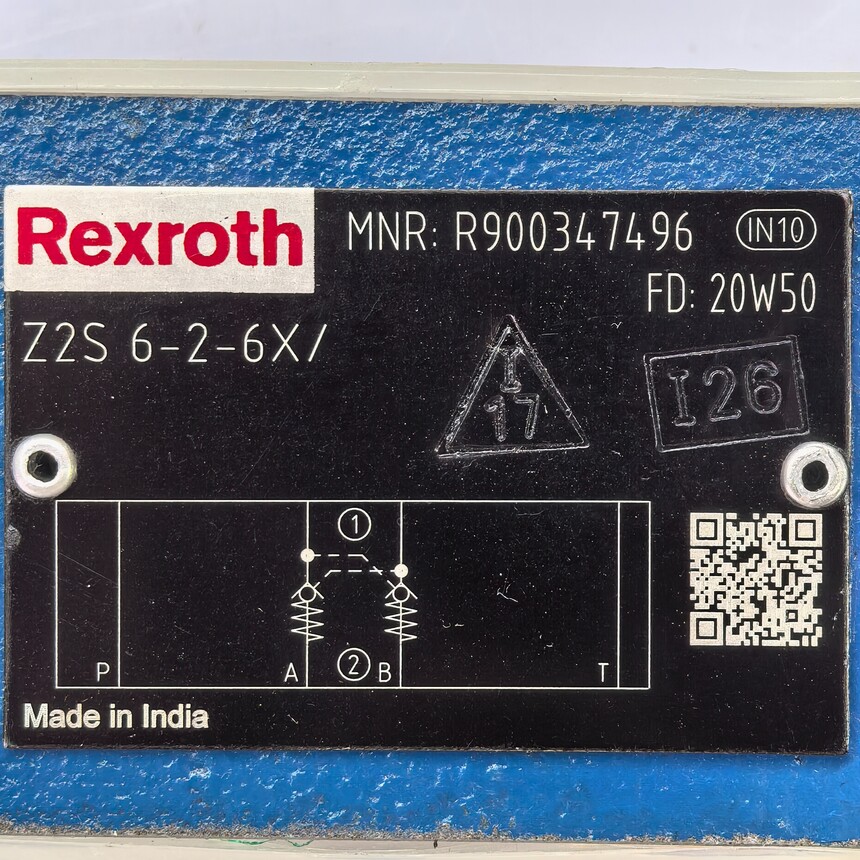 Rexroth
MNR: R900347496 IN10
FD: 20W50
Z2S 6-2-6X/
I
17
I26
1
2
P A B T
Made in India